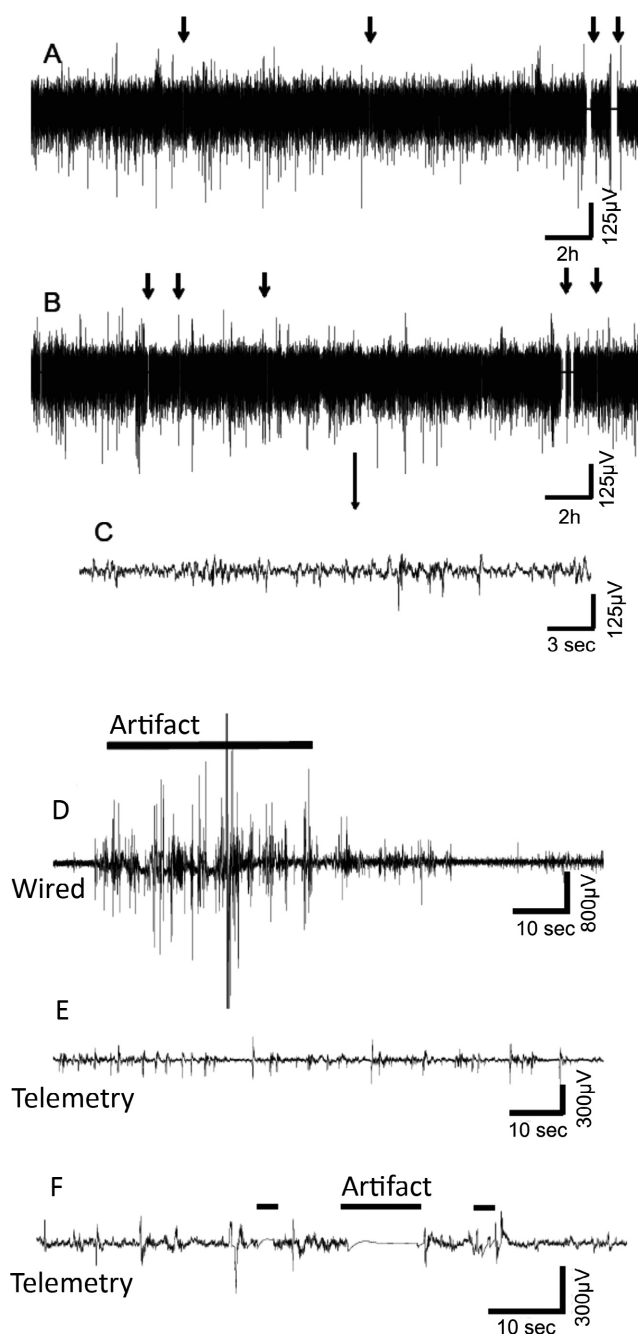 A
125µV
2h
B
125µV
2h
C
125µV
3 sec
Artifact
D
Wired
800µV
10 sec
E
Telemetry
300µV
10 sec
F
Artifact
Telemetry
300µV
10 sec